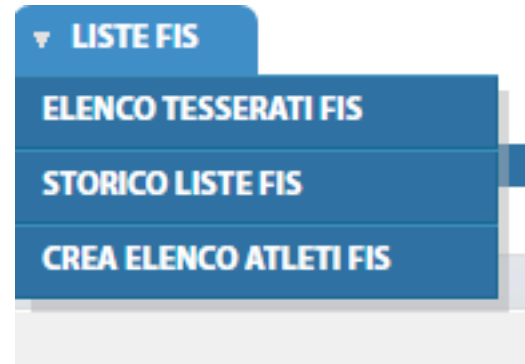 LISTE FIS
ELENCO TESSERATI FIS
STORICO LISTE FIS
CREA ELENCO ATLETI FIS